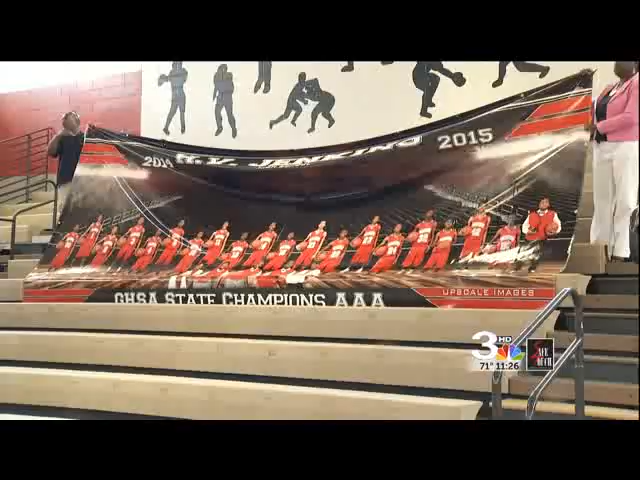 2014 H.V. JENKINS 2015
GHSA STATE CHAMPIONS AAA
UPSCALE IMAGES
3 HD
71° 11:26